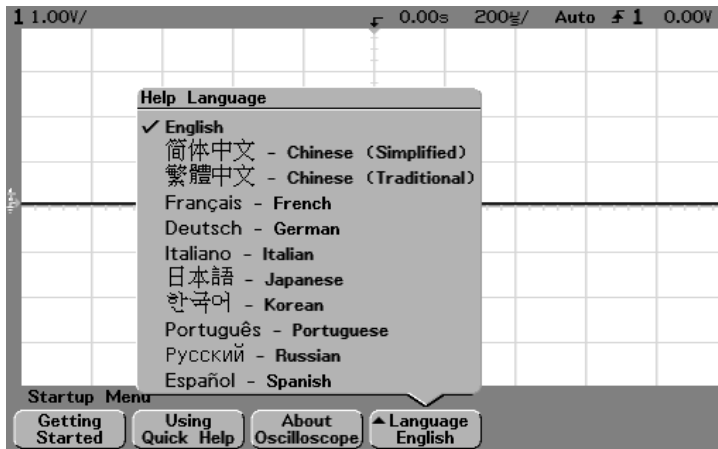 1 1.00V/ 0.00s 200µs/ Auto 1 0.00V
Help Language
✓ English
简体中文 - Chinese (Simplified)
繁體中文 - Chinese (Traditional)
Français - French
Deutsch - German
Italiano - Italian
日本語 - Japanese
한국어 - Korean
Português - Portuguese
Русский - Russian
Español - Spanish
Startup Menu
Getting Started
Using Quick Help
About Oscilloscope
Language English